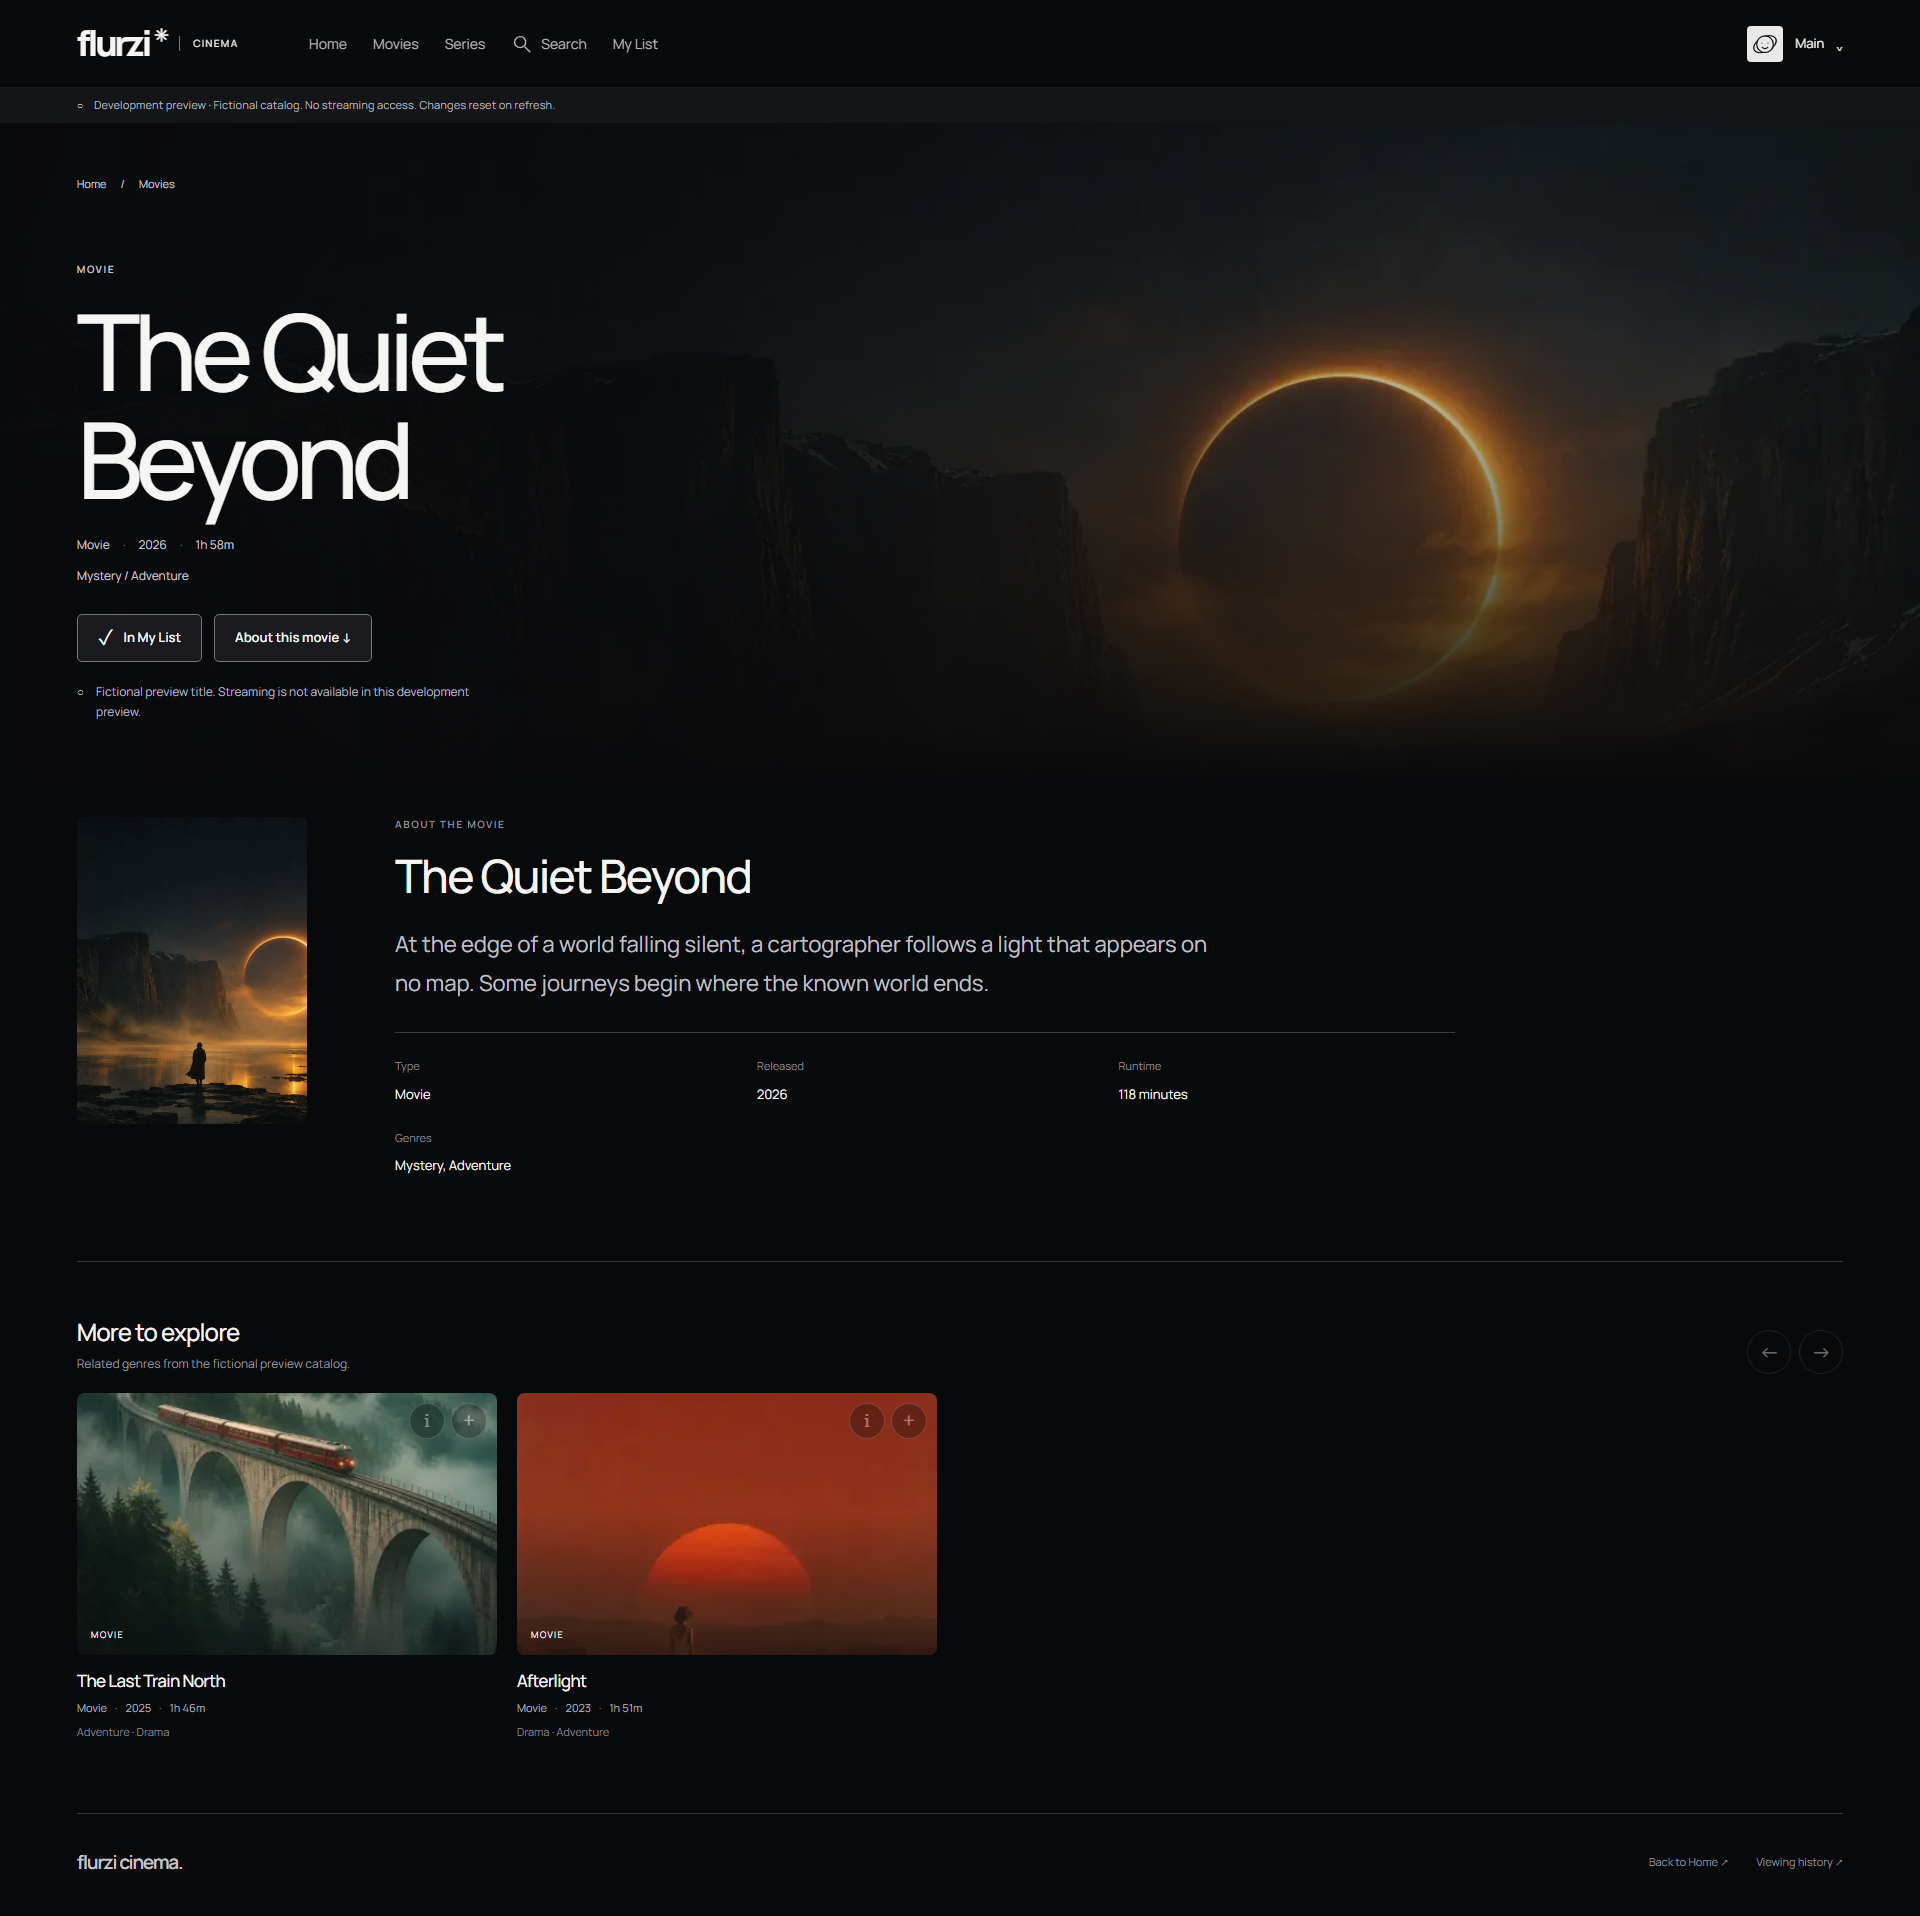 flurzi* CINEMA Home Movies Series Search My List Main
Development preview · Fictional catalog. No streaming access. Changes reset on refresh.
Home / Movies
MOVIE
The Quiet
Beyond
Movie · 2026 · 1h 58m
Mystery / Adventure
✓ In My List About this movie ↓
Fictional preview title. Streaming is not available in this development
preview.
ABOUT THE MOVIE
The Quiet Beyond
At the edge of a world falling silent, a cartographer follows a light that appears on
no map. Some journeys begin where the known world ends.
Type Released Runtime
Movie 2026 118 minutes
Genres
Mystery, Adventure
More to explore
Related genres from the fictional preview catalog.
← →
i +
i +
MOVIE
MOVIE
The Last Train North
Movie · 2025 · 1h 46m
Adventure · Drama
Afterlight
Movie · 2023 · 1h 51m
Drama · Adventure
flurzi cinema.
Back to Home ↗ Viewing history ↗